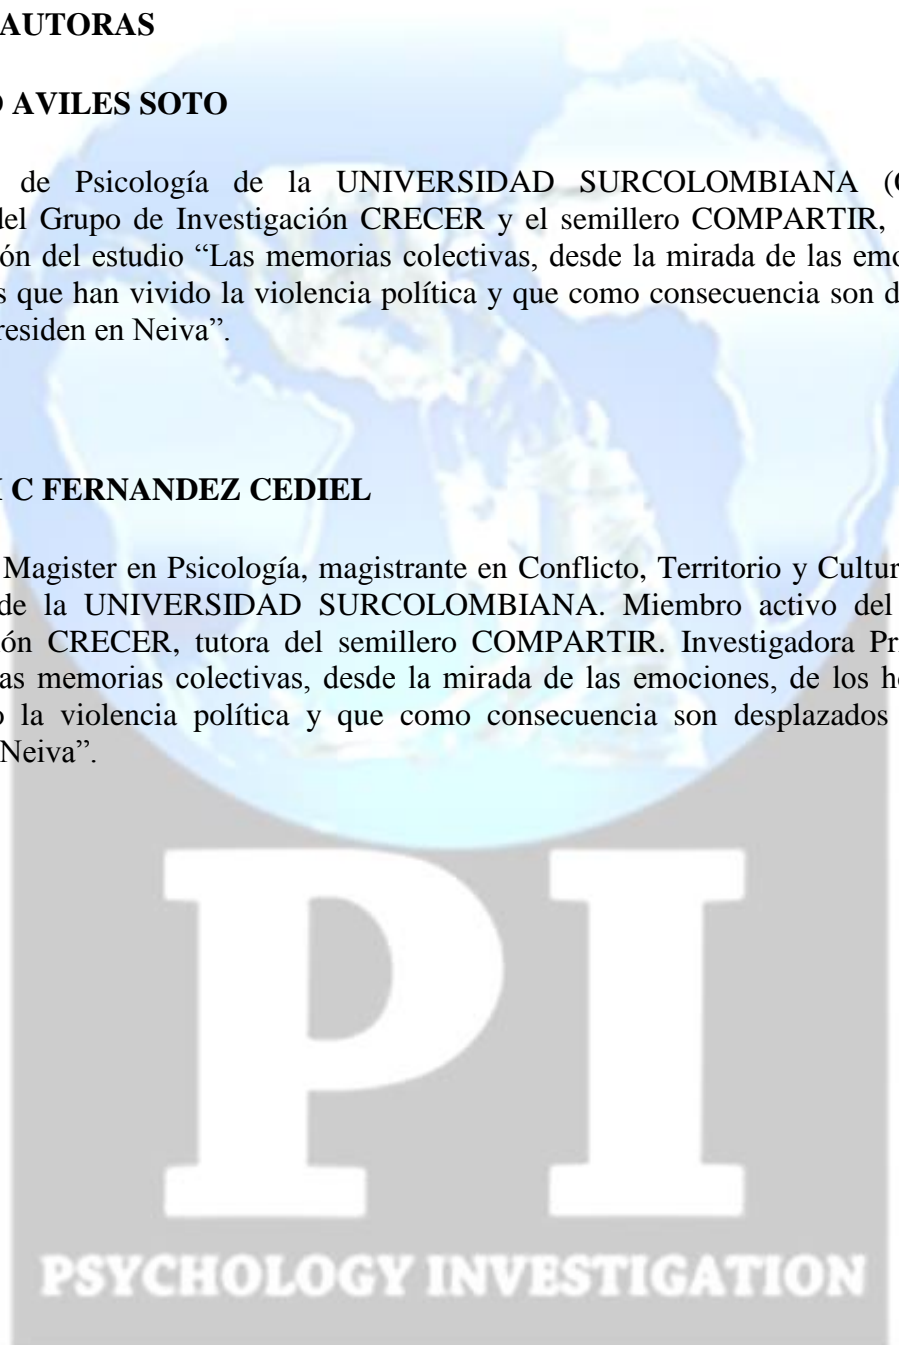 AUTORAS
AVILES SOTO
de Psicología de la UNIVERSIDAD SURCOLOMBIANA (
del Grupo de Investigación CRECER y el semillero COMPARTIR,
ón del estudio “Las memorias colectivas, desde la mirada de las emo
s que han vivido la violencia política y que como consecuencia son d
residen en Neiva”.
C FERNANDEZ CEDIEL
Magister en Psicología, magistrante en Conflicto, Territorio y Cultur
de la UNIVERSIDAD SURCOLOMBIANA. Miembro activo del
ión CRECER, tutora del semillero COMPARTIR. Investigadora Pr
as memorias colectivas, desde la mirada de las emociones, de los h
o la violencia política y que como consecuencia son desplazados
Neiva”.
PI
PSYCHOLOGY INVESTIGATION